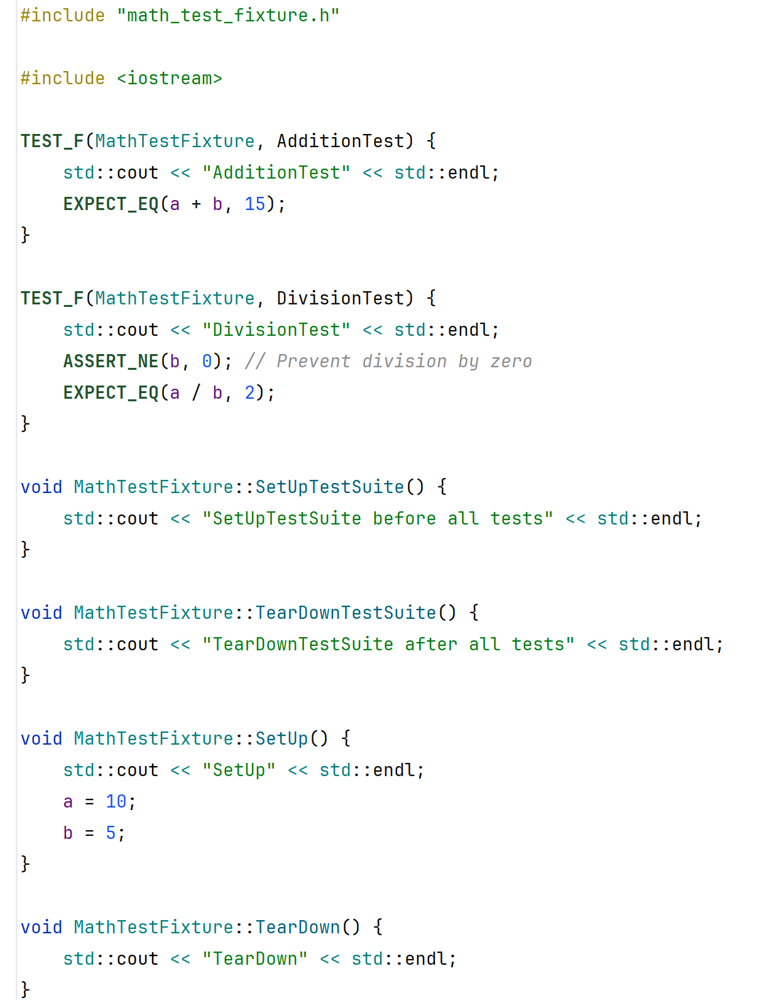 #include "math_test_fixture.h"
#include <iostream>
TEST_F(MathTestFixture, AdditionTest) {
    std::cout << "AdditionTest" << std::endl;
    EXPECT_EQ(a + b, 15);
}
TEST_F(MathTestFixture, DivisionTest) {
    std::cout << "DivisionTest" << std::endl;
    ASSERT_NE(b, 0); // Prevent division by zero
    EXPECT_EQ(a / b, 2);
}
void MathTestFixture::SetUpTestSuite() {
    std::cout << "SetUpTestSuite before all tests" << std::endl;
}
void MathTestFixture::TearDownTestSuite() {
    std::cout << "TearDownTestSuite after all tests" << std::endl;
}
void MathTestFixture::SetUp() {
    std::cout << "SetUp" << std::endl;
    a = 10;
    b = 5;
}
void MathTestFixture::TearDown() {
    std::cout << "TearDown" << std::endl;
}